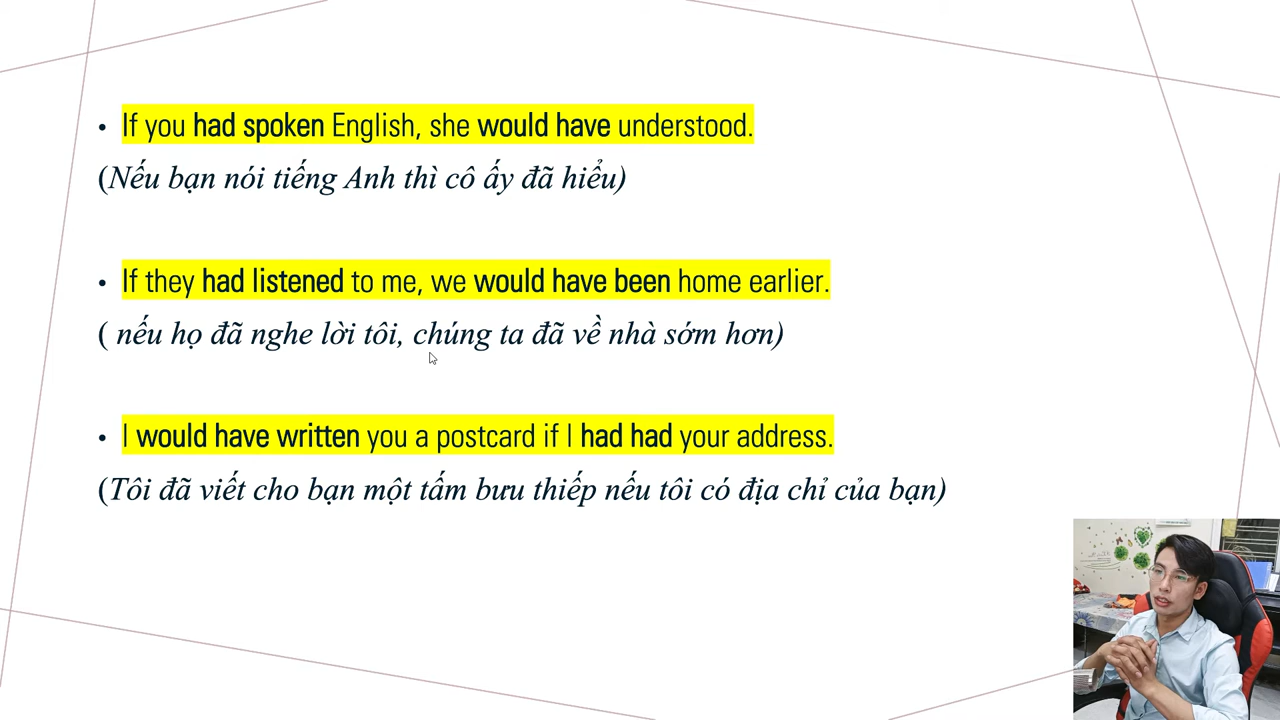 • If you had spoken English, she would have understood.
(Nếu bạn nói tiếng Anh thì cô ấy đã hiểu)
• If they had listened to me, we would have been home earlier.
( nếu họ đã nghe lời tôi, chúng ta đã về nhà sớm hơn)
• I would have written you a postcard if I had had your address.
(Tôi đã viết cho bạn một tấm bưu thiếp nếu tôi có địa chỉ của bạn)